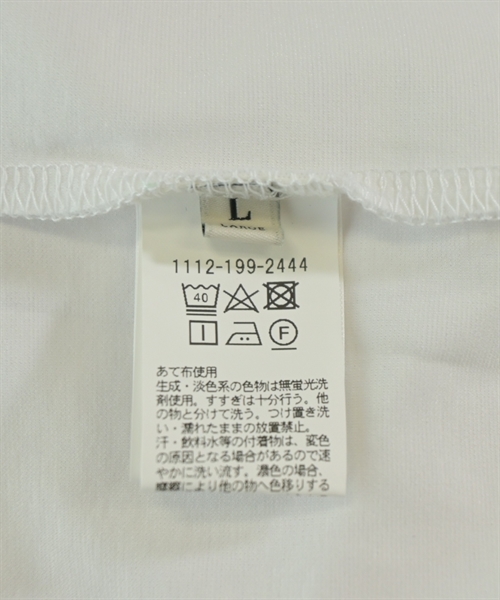 L
LARGE
1112-199-2444
40
F
あて布使用
生成・淡色系の色物は無蛍光洗
剤使用。すすぎは十分行う。他
の物と分けて洗う。つけ置き洗
い・濡れたままの放置禁止。
汗・飲料水等の付着物は、変色
の原因となる場合があるので速
やかに洗い流す。濃色の場合、
摩擦により他の物へ色移りする